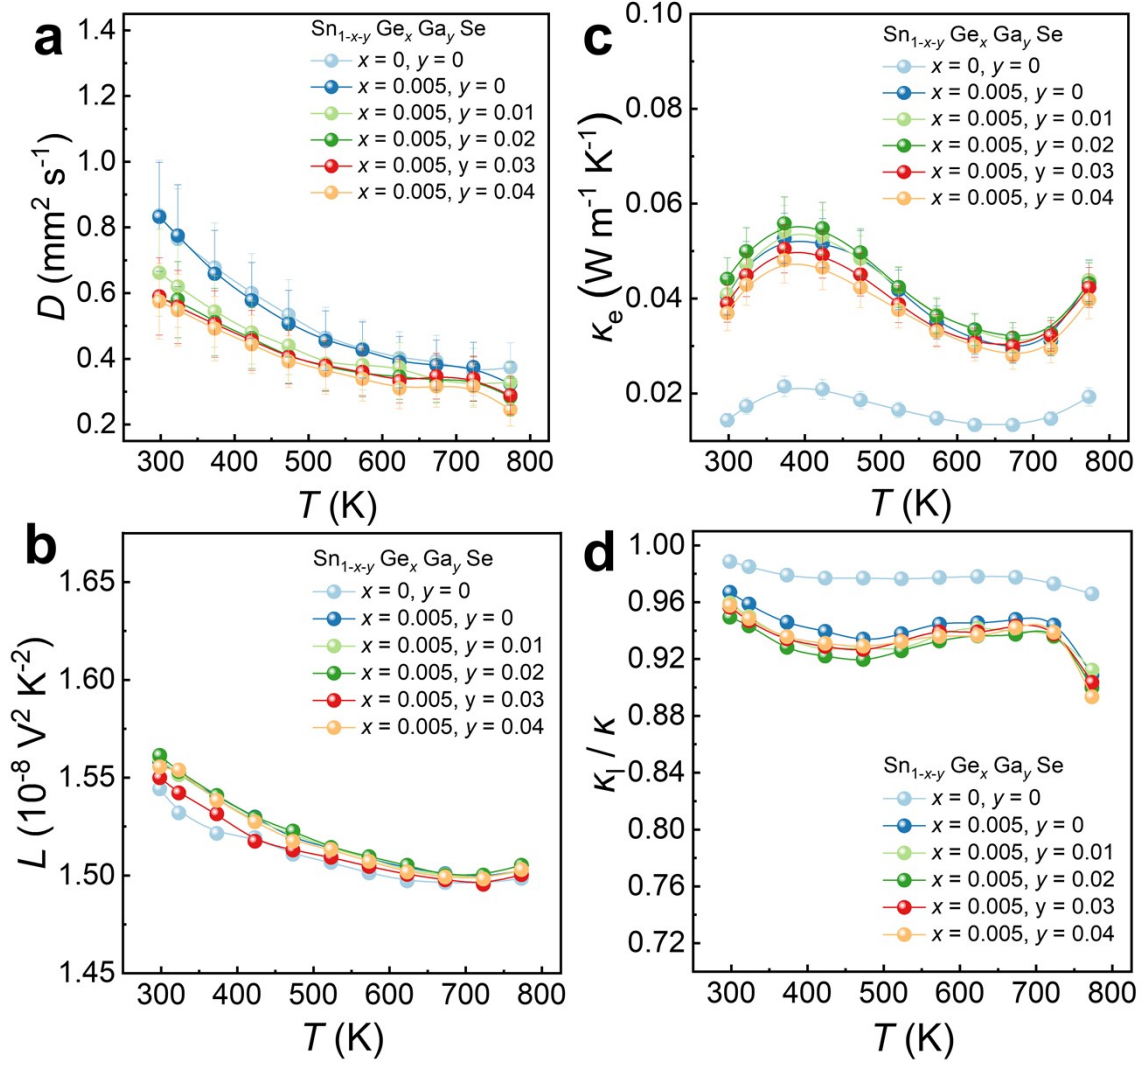 a
Sn1-x-y Gex Gay Se
x = 0, y = 0
x = 0.005, y = 0
x = 0.005, y = 0.01
x = 0.005, y = 0.02
x = 0.005, y = 0.03
x = 0.005, y = 0.04
1.4
1.2
1.0
0.8
0.6
0.4
0.2
D (mm² s⁻¹)
300 400 500 600 700 800
T (K)
c
Sn1-x-y Gex Gay Se
x = 0, y = 0
x = 0.005, y = 0
x = 0.005, y = 0.01
x = 0.005, y = 0.02
x = 0.005, y = 0.03
x = 0.005, y = 0.04
0.10
0.08
0.06
0.04
0.02
κe (W m⁻¹ K⁻¹)
300 400 500 600 700 800
T (K)
b
Sn1-x-y Gex Gay Se
x = 0, y = 0
x = 0.005, y = 0
x = 0.005, y = 0.01
x = 0.005, y = 0.02
x = 0.005, y = 0.03
x = 0.005, y = 0.04
1.65
1.60
1.55
1.50
1.45
L (10⁻⁸ V² K⁻²)
300 400 500 600 700 800
T (K)
d
1.00
0.96
0.92
0.88
0.84
0.80
0.76
0.72
κl / κ
Sn1-x-y Gex Gay Se
x = 0, y = 0
x = 0.005, y = 0
x = 0.005, y = 0.01
x = 0.005, y = 0.02
x = 0.005, y = 0.03
x = 0.005, y = 0.04
300 400 500 600 700 800
T (K)